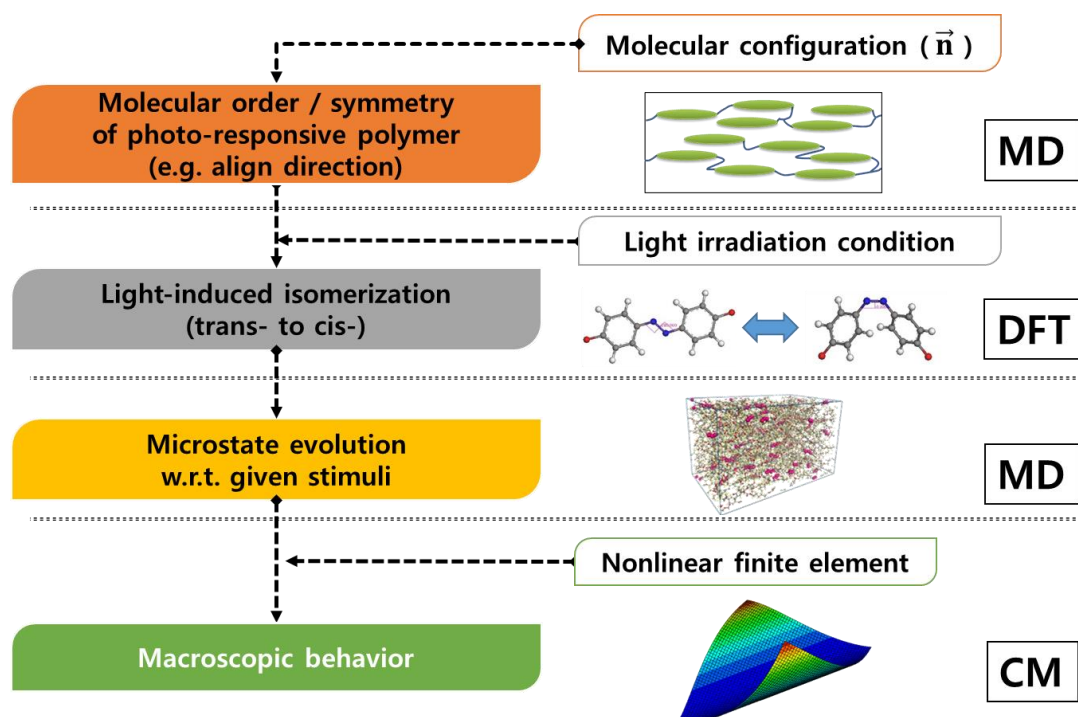 Molecular configuration ( n⃗ )
Molecular order / symmetry
of photo-responsive polymer
(e.g. align direction)
MD
Light irradiation condition
Light-induced isomerization
(trans- to cis-)
DFT
Microstate evolution
w.r.t. given stimuli
MD
Nonlinear finite element
Macroscopic behavior
CM